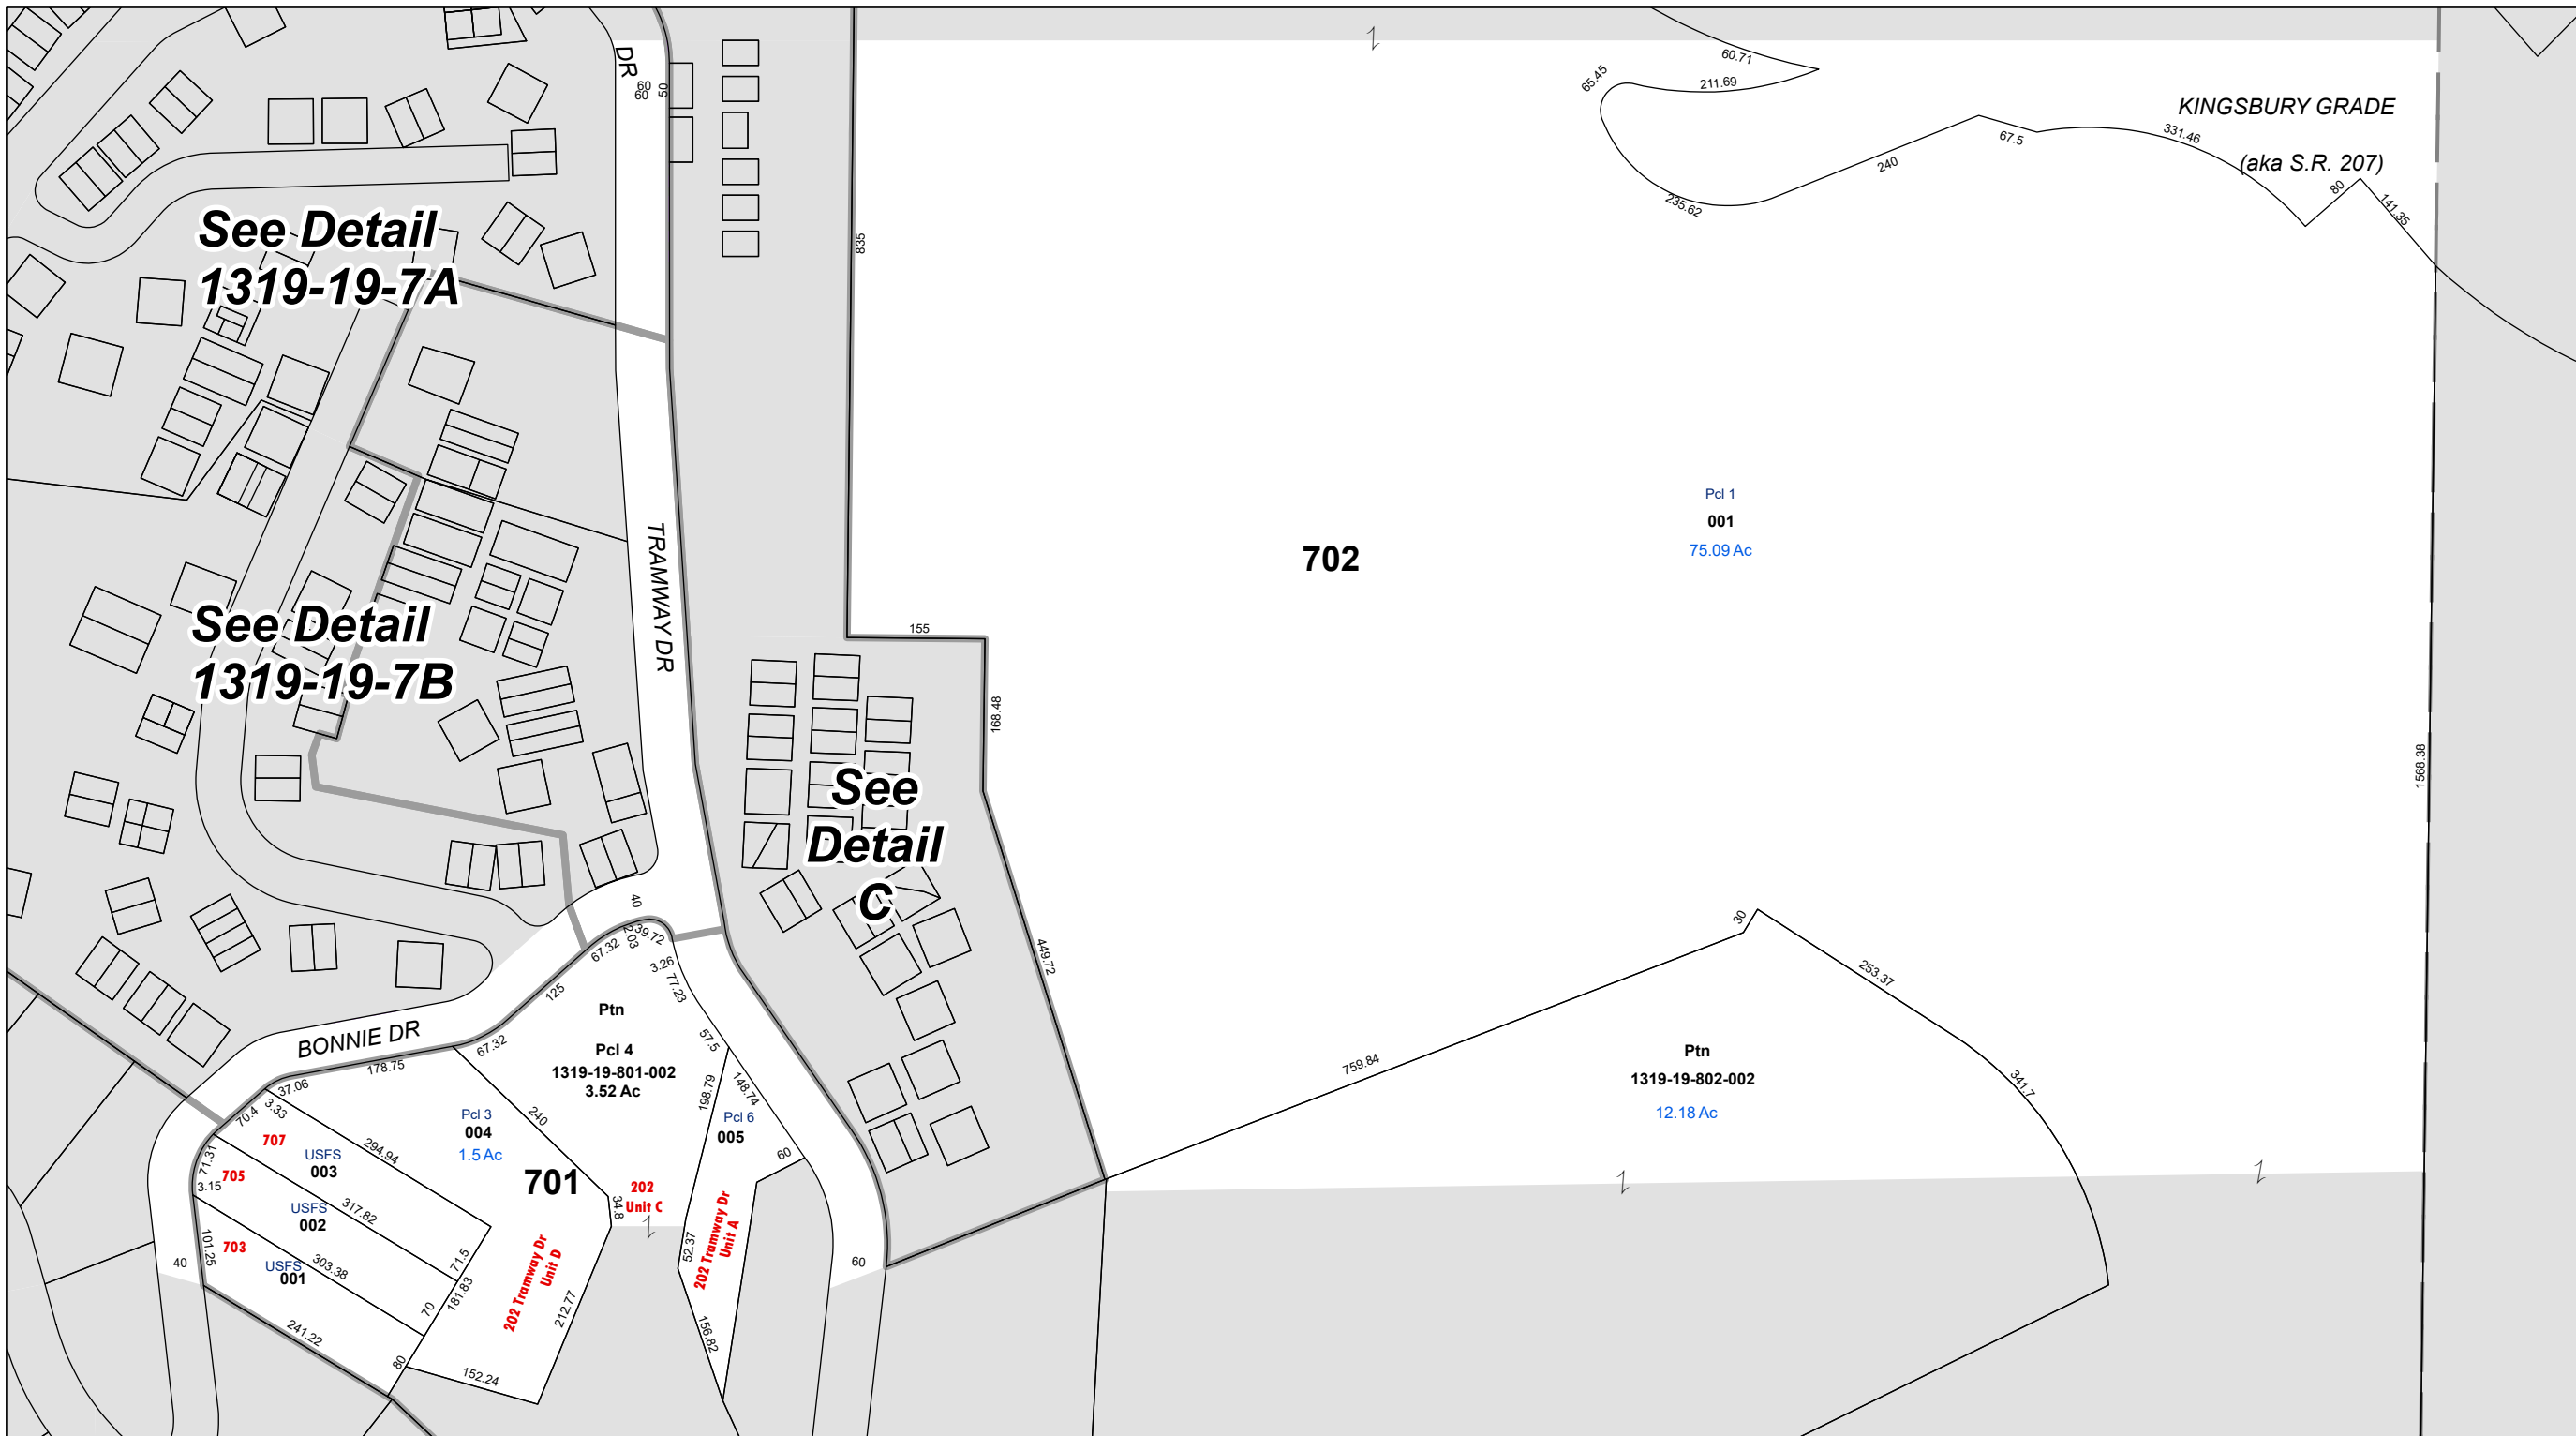 DR
60
60
50
60.71
65.45
211.69
KINGSBURY GRADE
(aka S.R. 207)
67.5
331.46
240
235.62
80
141.35
835
See Detail
1319-19-7A
Pcl 1
001
75.09 Ac
702
TRAMWAY DR
See Detail
1319-19-7B
155
168.48
1568.38
See
Detail
C
449.72
40
2.03
39.72
67.32
3.26
77.23
125
57.5
67.32
Ptn
Pcl 4
1319-19-801-002
3.52 Ac
BONNIE DR
178.75
37.06
3.33
70.4
71.31
3.15
101.25
40
707
USFS
003
294.94
705
USFS
002
317.82
703
USFS
001
303.38
241.22
71.5
181.83
70
80
152.24
212.77
Pcl 3
004
1.5 Ac
701
240
34.8
202
Unit C
202 Tramway Dr
Unit D
198.79
148.74
Pcl 6
005
60
52.37
202 Tramway Dr
Unit A
156.82
60
30
759.84
253.37
341.7
Ptn
1319-19-802-002
12.18 Ac